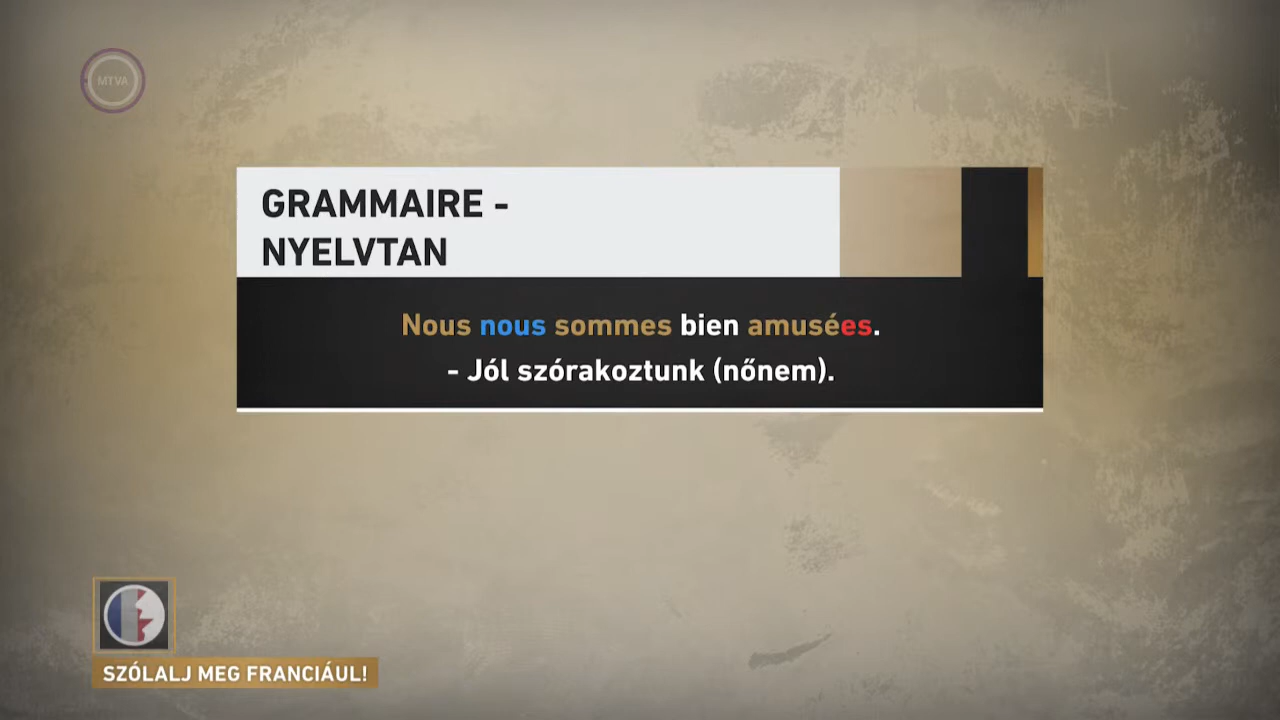 MTVA
GRAMMAIRE -
NYELVTAN
Nous nous sommes bien amusées.
- Jól szórakoztunk (nőnem).
SZÓLALJ MEG FRANCIÁUL!